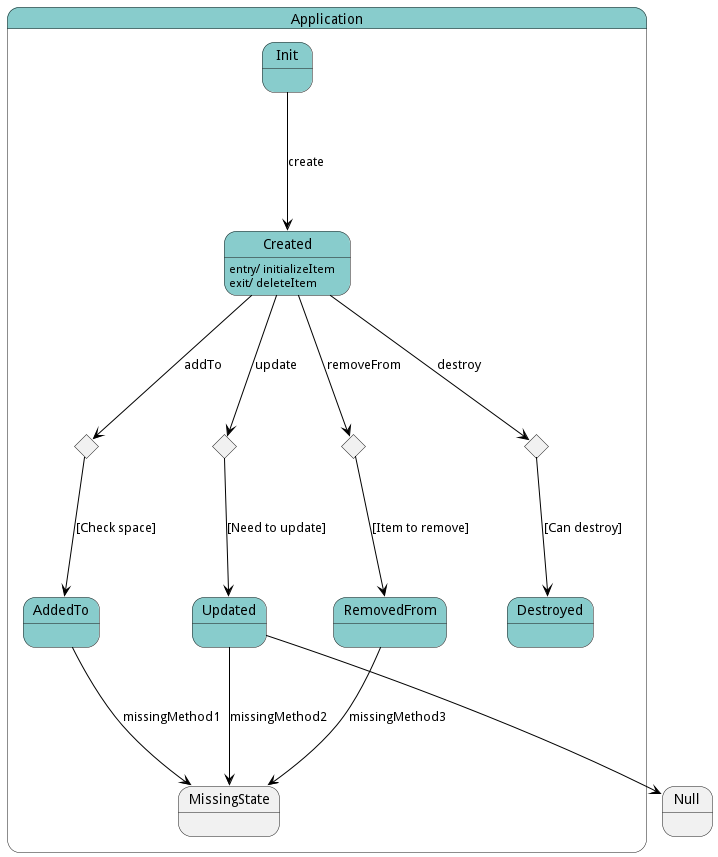 Application
Init
create
Created
entry/ initializeItem
exit/ deleteItem
addTo
update
removeFrom
destroy
[Check space]
[Need to update]
[Item to remove]
[Can destroy]
AddedTo
Updated
RemovedFrom
Destroyed
missingMethod1
missingMethod2
missingMethod3
MissingState
Null